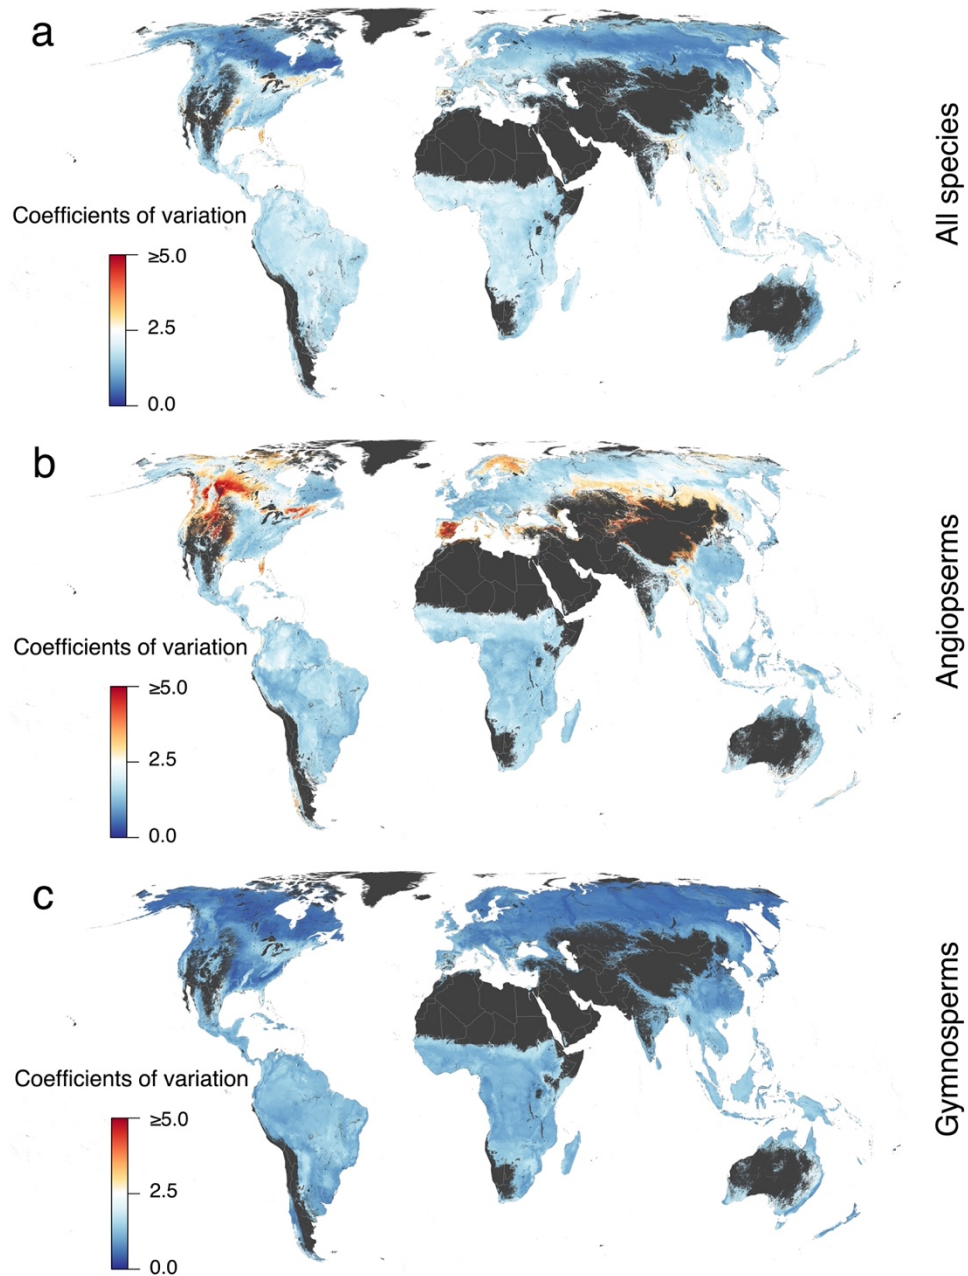 a
All species
Coefficients of variation
≥5.0
2.5
0.0
b
Angiopserms
Coefficients of variation
≥5.0
2.5
0.0
c
Gymnosperms
Coefficients of variation
≥5.0
2.5
0.0